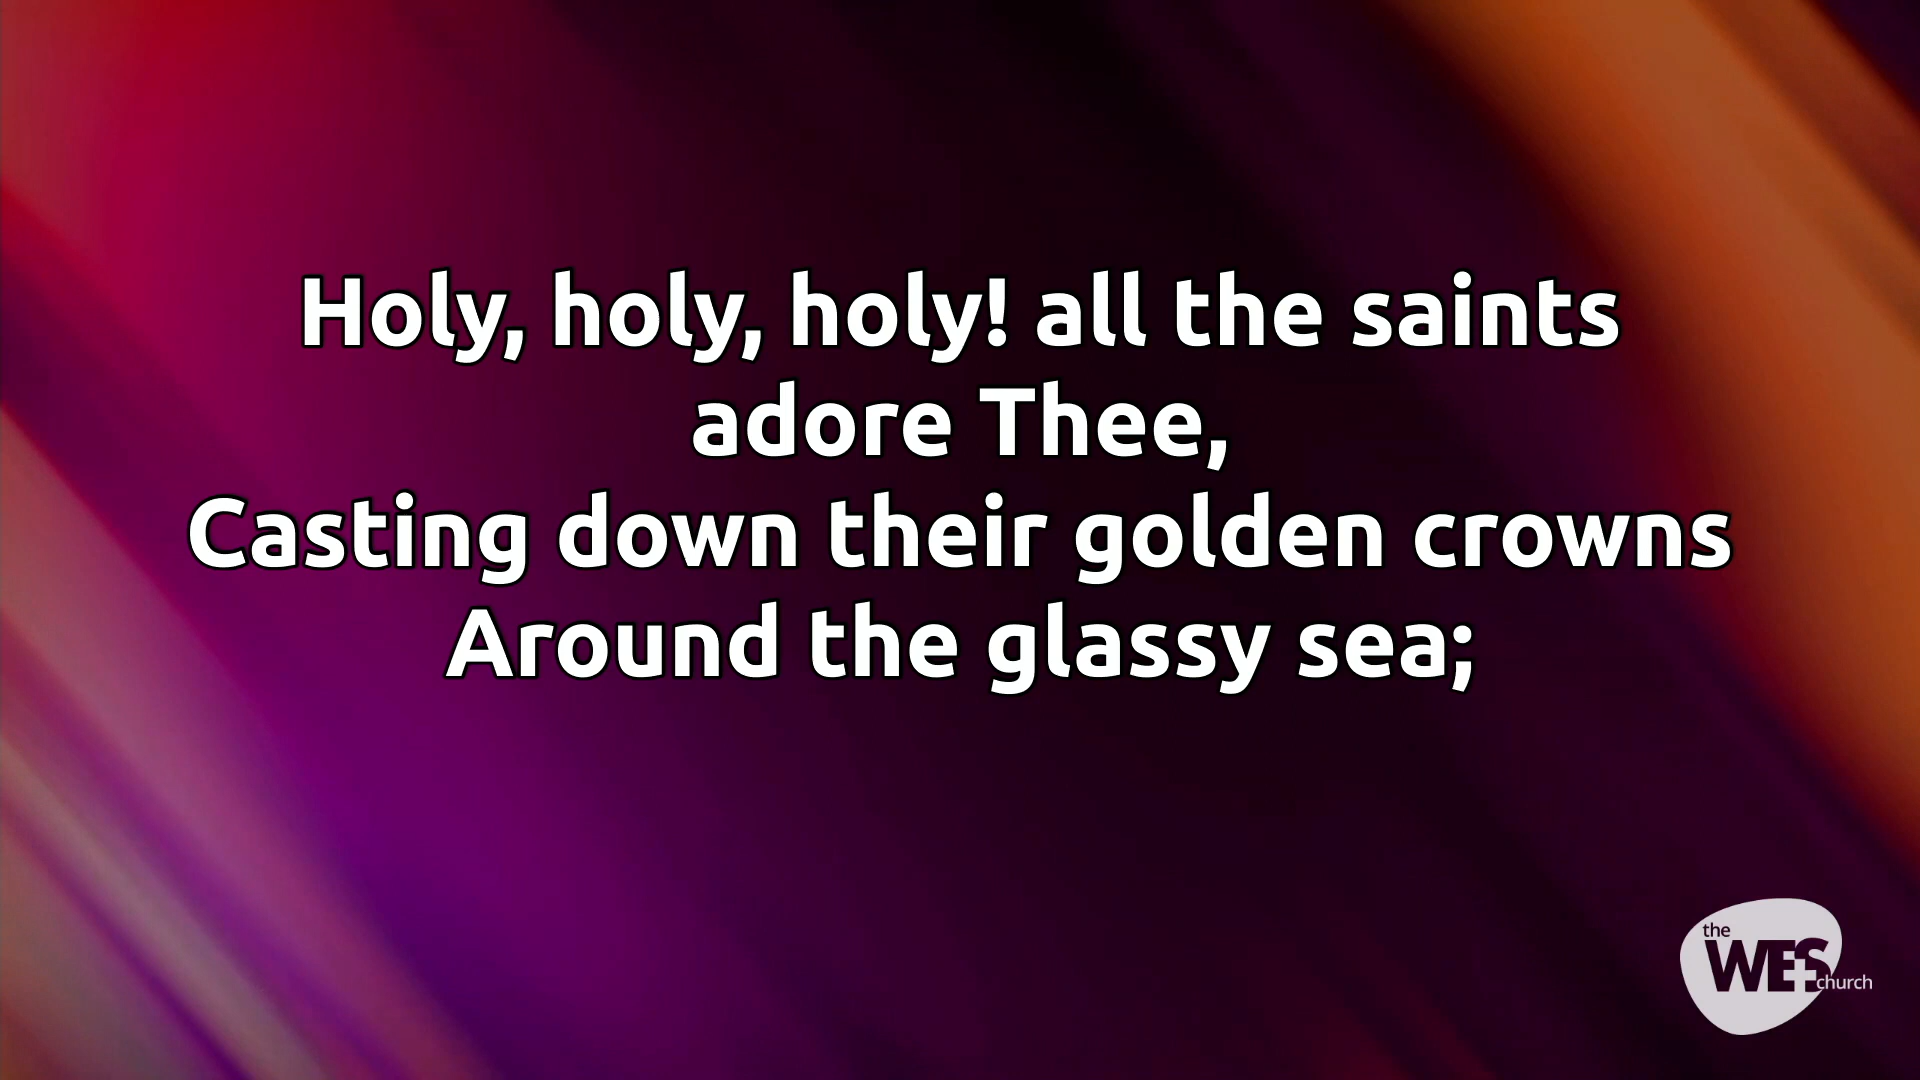 Holy, holy, holy! all the saints
adore Thee,
Casting down their golden crowns
Around the glassy sea;
the
WES
church